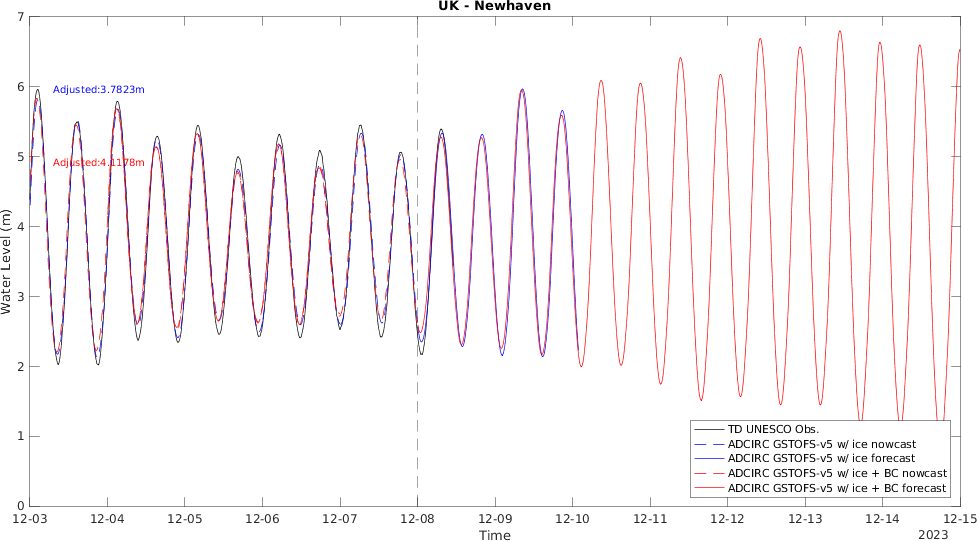 UK - Newhaven
7
6
5
4
3
2
1
0
Water Level (m)
Adjusted:3.7823m
Adjusted:4.1178m
TD UNESCO Obs.
ADCIRC GSTOFS-v5 w/ ice nowcast
ADCIRC GSTOFS-v5 w/ ice forecast
ADCIRC GSTOFS-v5 w/ ice + BC nowcast
ADCIRC GSTOFS-v5 w/ ice + BC forecast
12-03 12-04 12-05 12-06 12-07 12-08 12-09 12-10 12-11 12-12 12-13 12-14 12-15
Time
2023